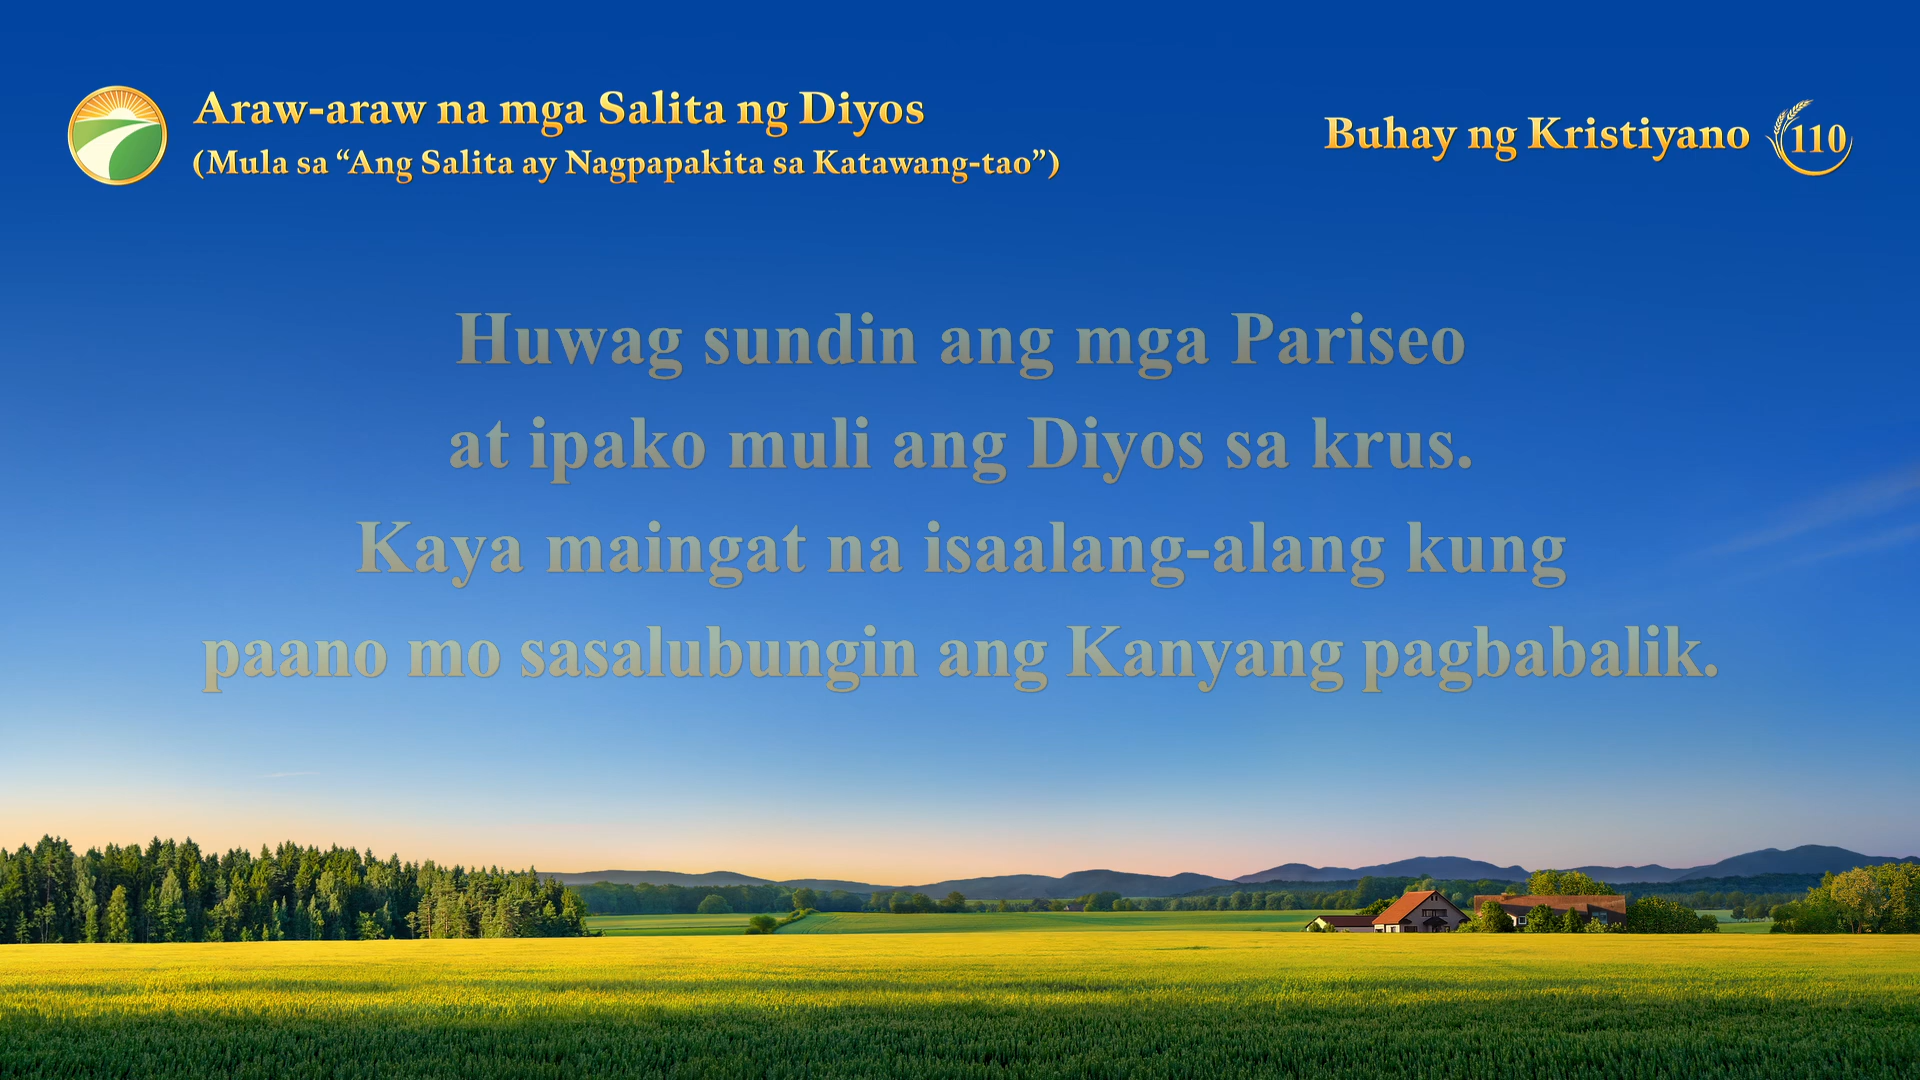 Araw-araw na mga Salita ng Diyos
(Mula sa “Ang Salita ay Nagpapakita sa Katawang-tao”)
Buhay ng Kristiyano 110
Huwag sundin ang mga Pariseo
at ipako muli ang Diyos sa krus.
Kaya maingat na isaalang-alang kung
paano mo sasalubungin ang Kanyang pagbabalik.